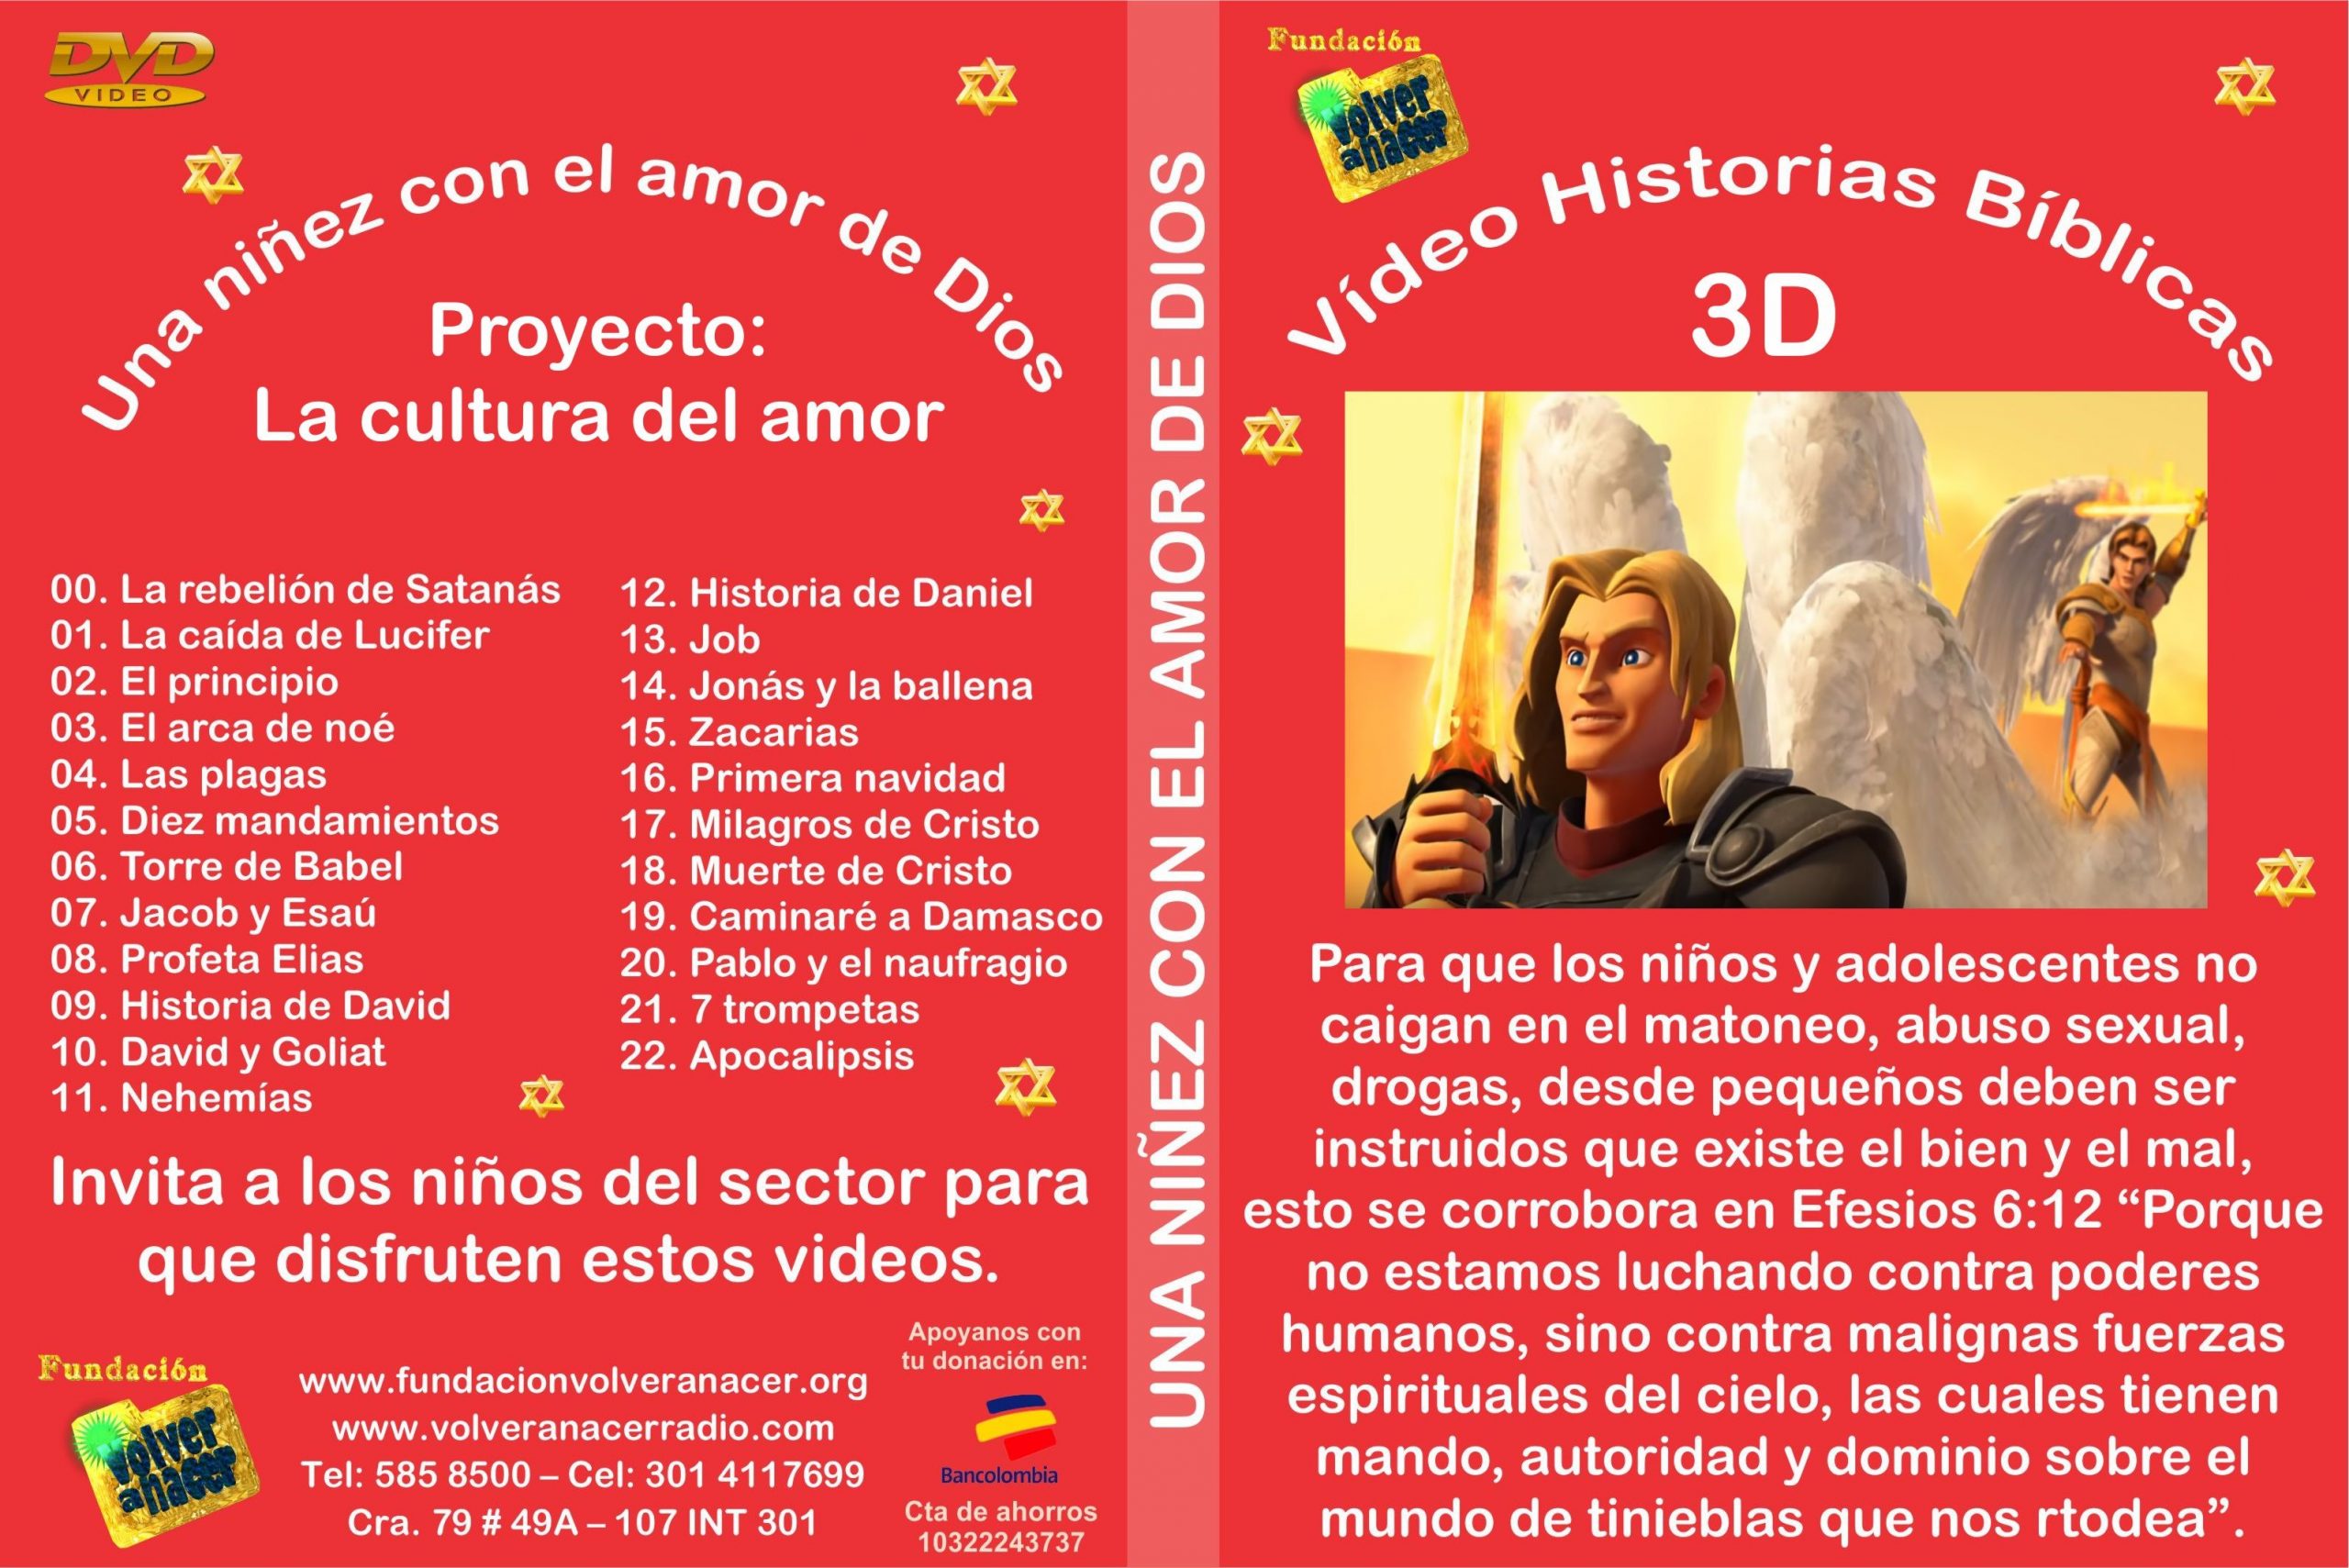 DVD
VIDEO
Una niñez con el amor de Dios
Proyecto:
La cultura del amor
00. La rebelión de Satanás
01. La caída de Lucifer
02. El principio
03. El arca de noé
04. Las plagas
05. Diez mandamientos
06. Torre de Babel
07. Jacob y Esaú
08. Profeta Elias
09. Historia de David
10. David y Goliat
11. Nehemías
12. Historia de Daniel
13. Job
14. Jonás y la ballena
15. Zacarias
16. Primera navidad
17. Milagros de Cristo
18. Muerte de Cristo
19. Caminaré a Damasco
20. Pablo y el naufragio
21. 7 trompetas
22. Apocalipsis
Invita a los niños del sector para
que disfruten estos videos.
Fundación
Volver
a nacer
www.fundacionvolveranacer.org
www.volveranacerradio.com
Tel: 585 8500 – Cel: 301 4117699
Cra. 79 # 49A – 107 INT 301
Apoyanos con
tu donación en:
Bancolombia
Cta de ahorros
10322243737
UNA NIÑEZ CON EL AMOR DE DIOS
Fundación
Volver
a nacer
Vídeo Historias Bíblicas
3D
Para que los niños y adolescentes no
caigan en el matoneo, abuso sexual,
drogas, desde pequeños deben ser
instruidos que existe el bien y el mal,
esto se corrobora en Efesios 6:12 “Porque
no estamos luchando contra poderes
humanos, sino contra malignas fuerzas
espirituales del cielo, las cuales tienen
mando, autoridad y dominio sobre el
mundo de tinieblas que nos rtodea”.